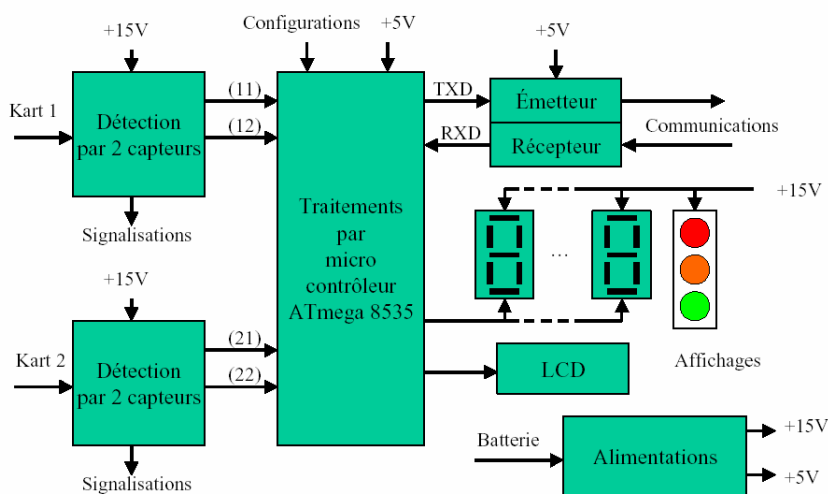 Configurations
+15V
+5V
+5V
Kart 1
Détection
par 2 capteurs
(11)
(12)
TXD
RXD
Émetteur
Récepteur
Communications
Signalisations
+15V
Traitements
par
micro
contrôleur
ATmega 8535
...
+15V
Kart 2
Détection
par 2 capteurs
(21)
(22)
LCD
Affichages
Signalisations
Batterie
Alimentations
+15V
+5V